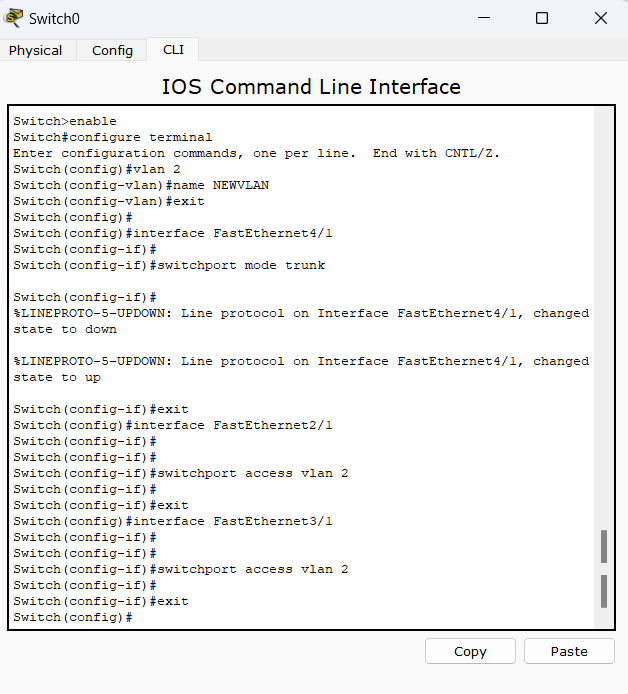 Switch0
Physical Config CLI
IOS Command Line Interface
Switch>enable
Switch#configure terminal
Enter configuration commands, one per line.  End with CNTL/Z.
Switch(config)#vlan 2
Switch(config-vlan)#name NEWVLAN
Switch(config-vlan)#exit
Switch(config)#
Switch(config)#interface FastEthernet4/1
Switch(config-if)#
Switch(config-if)#switchport mode trunk
Switch(config-if)#
%LINEPROTO-5-UPDOWN: Line protocol on Interface FastEthernet4/1, changed
state to down
%LINEPROTO-5-UPDOWN: Line protocol on Interface FastEthernet4/1, changed
state to up
Switch(config-if)#exit
Switch(config)#interface FastEthernet2/1
Switch(config-if)#
Switch(config-if)#
Switch(config-if)#switchport access vlan 2
Switch(config-if)#
Switch(config-if)#exit
Switch(config)#interface FastEthernet3/1
Switch(config-if)#
Switch(config-if)#
Switch(config-if)#switchport access vlan 2
Switch(config-if)#
Switch(config-if)#exit
Switch(config)#
Copy Paste